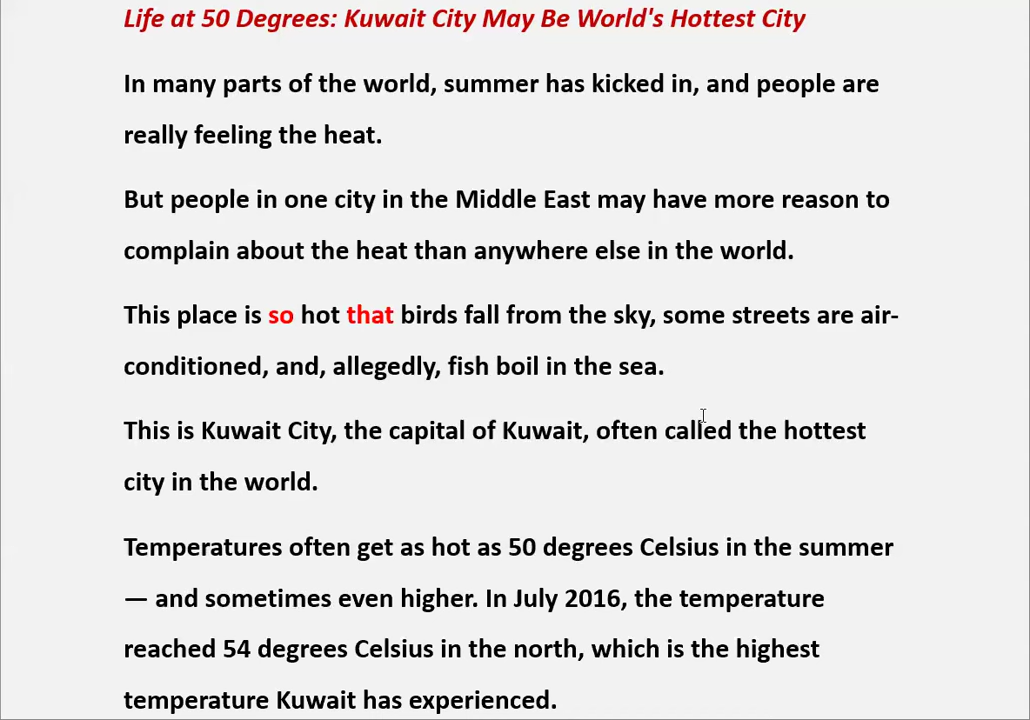 Life at 50 Degrees: Kuwait City May Be World's Hottest City
In many parts of the world, summer has kicked in, and people are
really feeling the heat.
But people in one city in the Middle East may have more reason to
complain about the heat than anywhere else in the world.
This place is so hot that birds fall from the sky, some streets are air-
conditioned, and, allegedly, fish boil in the sea.
This is Kuwait City, the capital of Kuwait, often called the hottest
city in the world.
Temperatures often get as hot as 50 degrees Celsius in the summer
— and sometimes even higher. In July 2016, the temperature
reached 54 degrees Celsius in the north, which is the highest
temperature Kuwait has experienced.